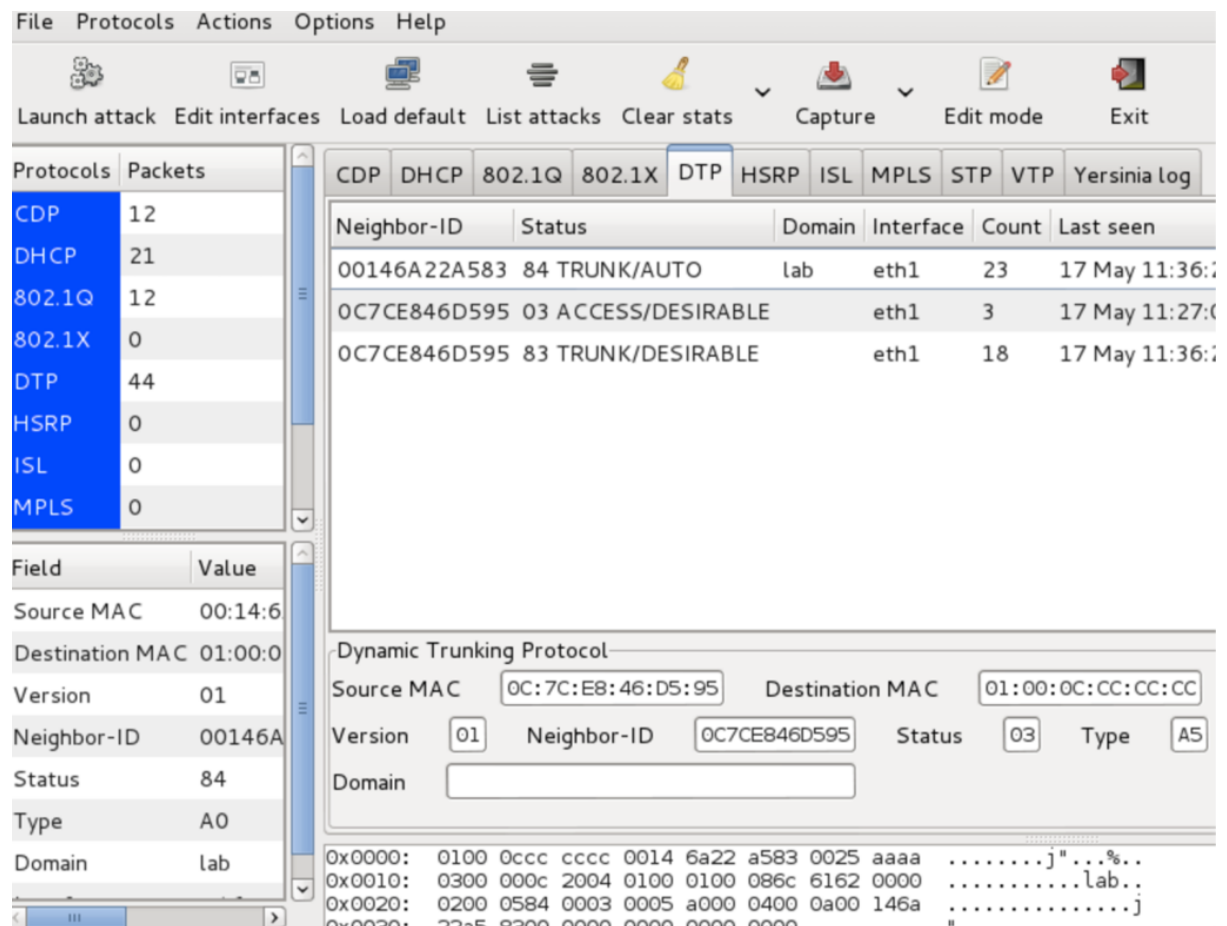 File Protocols Actions Options Help
Launch attack Edit interfaces Load default List attacks Clear stats Capture Edit mode Exit
Protocols Packets
CDP 12
DHCP 21
802.1Q 12
802.1X 0
DTP 44
HSRP 0
ISL 0
MPLS 0
CDP DHCP 802.1Q 802.1X DTP HSRP ISL MPLS STP VTP Yersinia log
Neighbor-ID Status Domain Interface Count Last seen
00146A22A583 84 TRUNK/AUTO lab eth1 23 17 May 11:36:
0C7CE846D595 03 ACCESS/DESIRABLE eth1 3 17 May 11:27:
0C7CE846D595 83 TRUNK/DESIRABLE eth1 18 17 May 11:36:
Field Value
Source MAC 00:14:6
Destination MAC 01:00:0
Version 01
Neighbor-ID 00146A
Status 84
Type A0
Domain lab
Dynamic Trunking Protocol
Source MAC 0C:7C:E8:46:D5:95 Destination MAC 01:00:0C:CC:CC:CC
Version 01 Neighbor-ID 0C7CE846D595 Status 03 Type A5
Domain
0x0000: 0100 0ccc cccc 0014 6a22 a583 0025 aaaa ........j"...%..
0x0010: 0300 000c 2004 0100 0100 086c 6162 0000 ...........lab..
0x0020: 0200 0584 0003 0005 a000 0400 0a00 146a ...............j